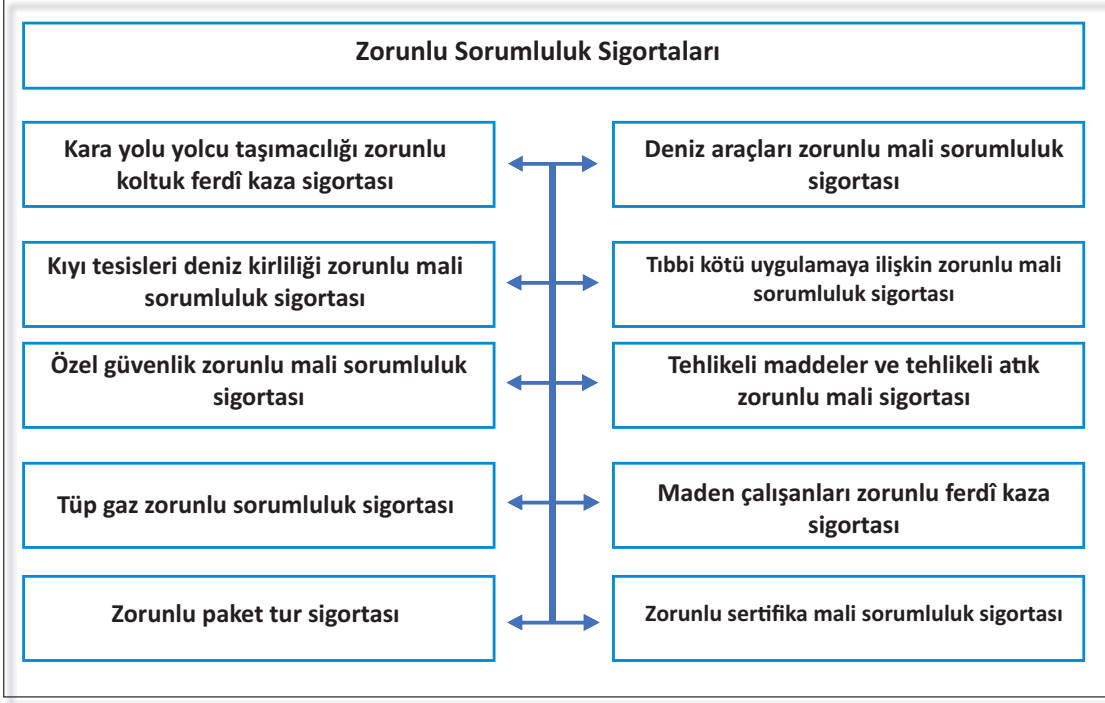 Zorunlu Sorumluluk Sigortaları
Kara yolu yolcu taşımacılığı zorunlu
koltuk ferdî kaza sigortası
Deniz araçları zorunlu mali sorumluluk
sigortası
Kıyı tesisleri deniz kirliliği zorunlu mali
sorumluluk sigortası
Tıbbi kötü uygulamaya ilişkin zorunlu mali
sorumluluk sigortası
Özel güvenlik zorunlu mali sorumluluk
sigortası
Tehlikeli maddeler ve tehlikeli atık
zorunlu mali sigortası
Tüp gaz zorunlu sorumluluk sigortası
Maden çalışanları zorunlu ferdî kaza
sigortası
Zorunlu paket tur sigortası
Zorunlu sertifika mali sorumluluk sigortası